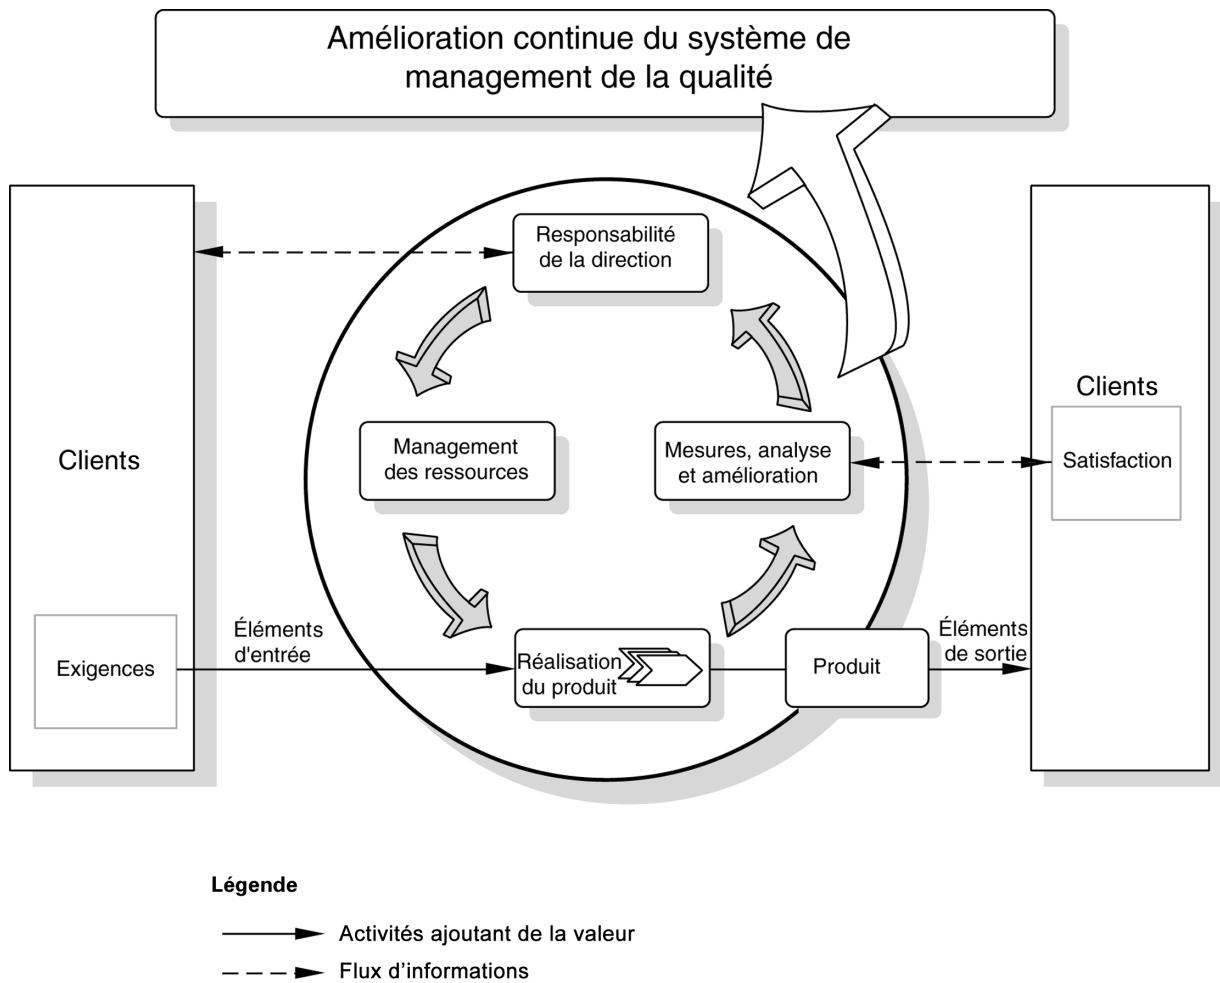 Amélioration continue du système de
management de la qualité
Responsabilité
de la direction
Clients
Management
des ressources
Mesures, analyse
et amélioration
Clients
Satisfaction
Exigences
Éléments
d'entrée
Réalisation
du produit
Produit
Éléments
de sortie
Légende
Activités ajoutant de la valeur
Flux d’informations